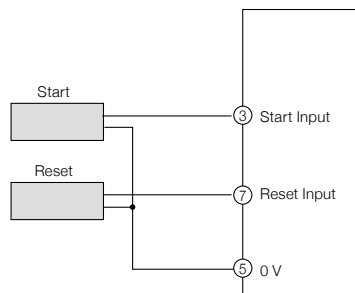 Start
3 Start Input
Reset
7 Reset Input
5 0 V